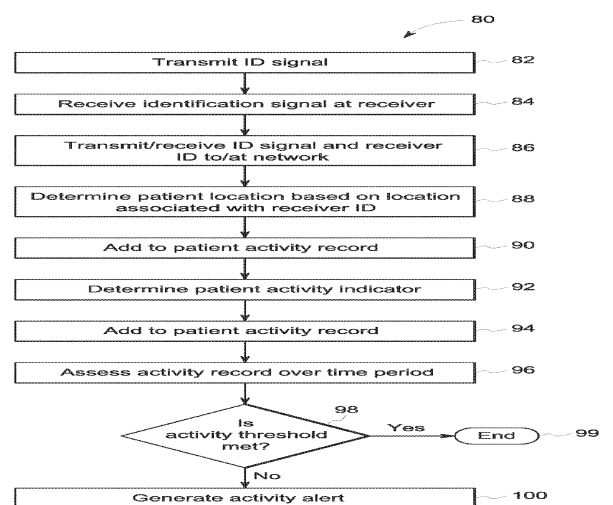 80
Transmit ID signal
82
Receive identification signal at receiver
84
Transmit/receive ID signal and receiver
ID to/at network
86
Determine patient location based on location
associated with receiver ID
88
Add to patient activity record
90
Determine patient activity indicator
92
Add to patient activity record
94
Assess activity record over time period
96
98
Is
activity threshold
met?
Yes
End
99
No
Generate activity alert
100